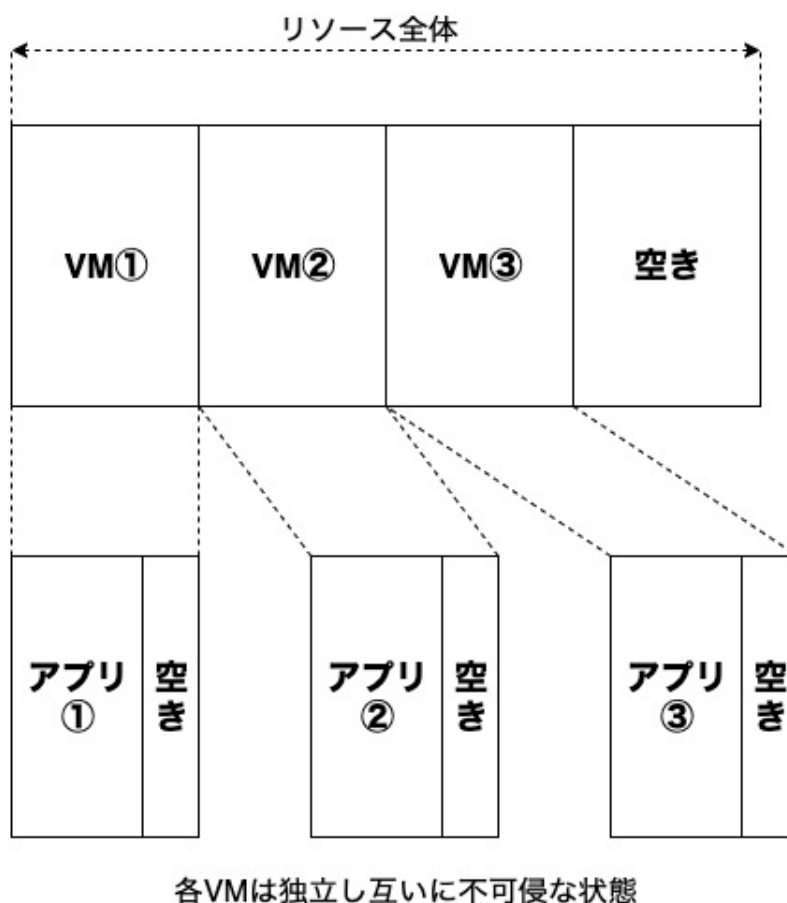 リソース全体
VM①
VM②
VM③
空き
アプリ
①
空
き
アプリ
②
空
き
アプリ
③
空
き
各VMは独立し互いに不可侵な状態